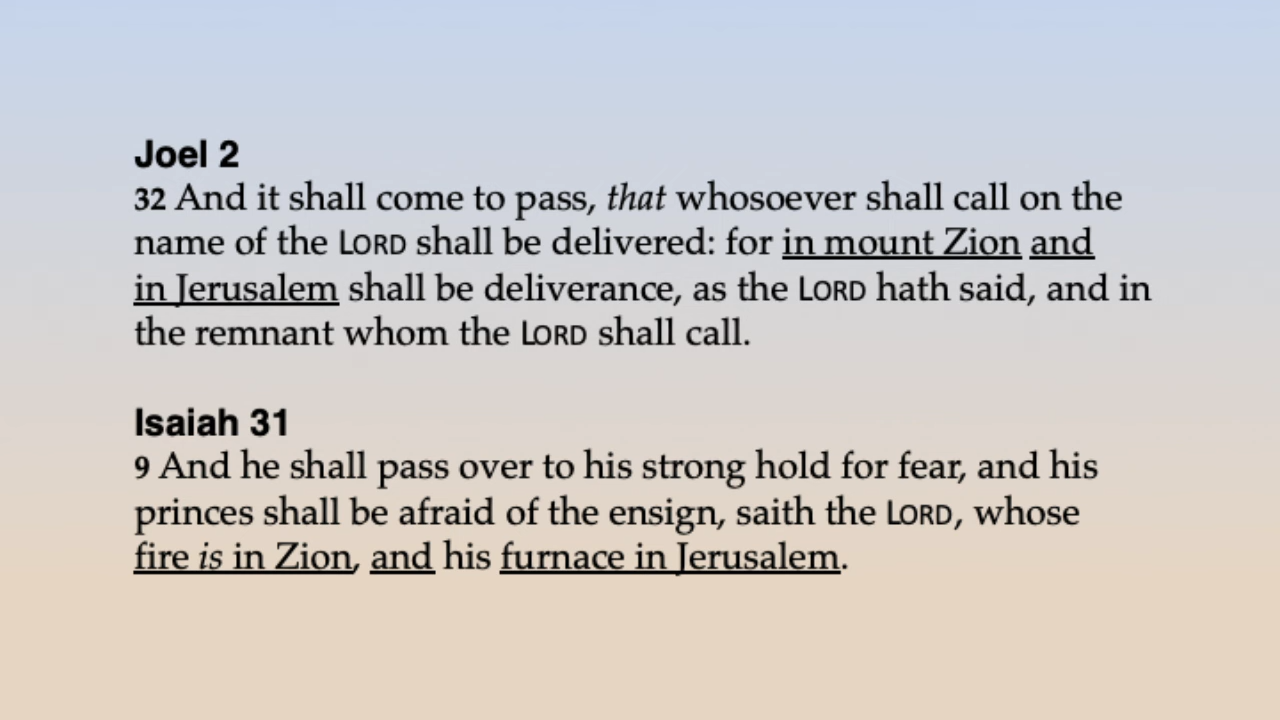 Joel 2
32 And it shall come to pass, that whosoever shall call on the
name of the LORD shall be delivered: for in mount Zion and
in Jerusalem shall be deliverance, as the LORD hath said, and in
the remnant whom the LORD shall call.
Isaiah 31
9 And he shall pass over to his strong hold for fear, and his
princes shall be afraid of the ensign, saith the LORD, whose
fire is in Zion, and his furnace in Jerusalem.